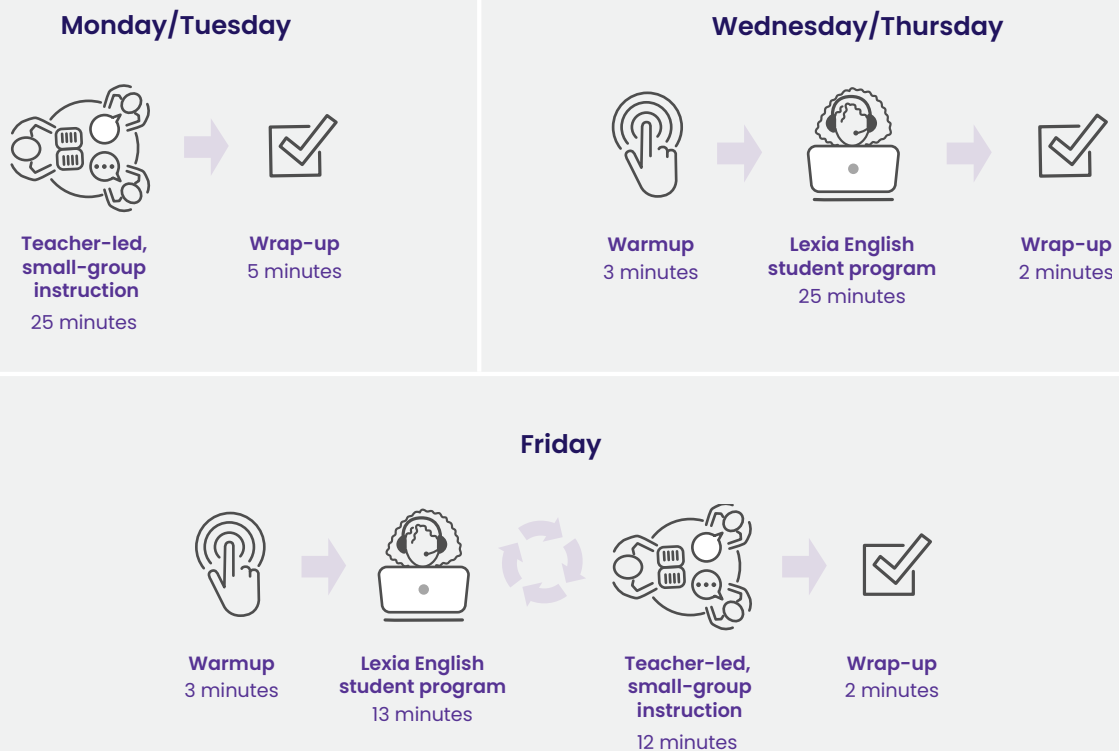 Monday/Tuesday
Teacher-led,
small-group
instruction
25 minutes
Wrap-up
5 minutes
Wednesday/Thursday
Warmup
3 minutes
Lexia English
student program
25 minutes
Wrap-up
2 minutes
Friday
Warmup
3 minutes
Lexia English
student program
13 minutes
Teacher-led,
small-group
instruction
12 minutes
Wrap-up
2 minutes